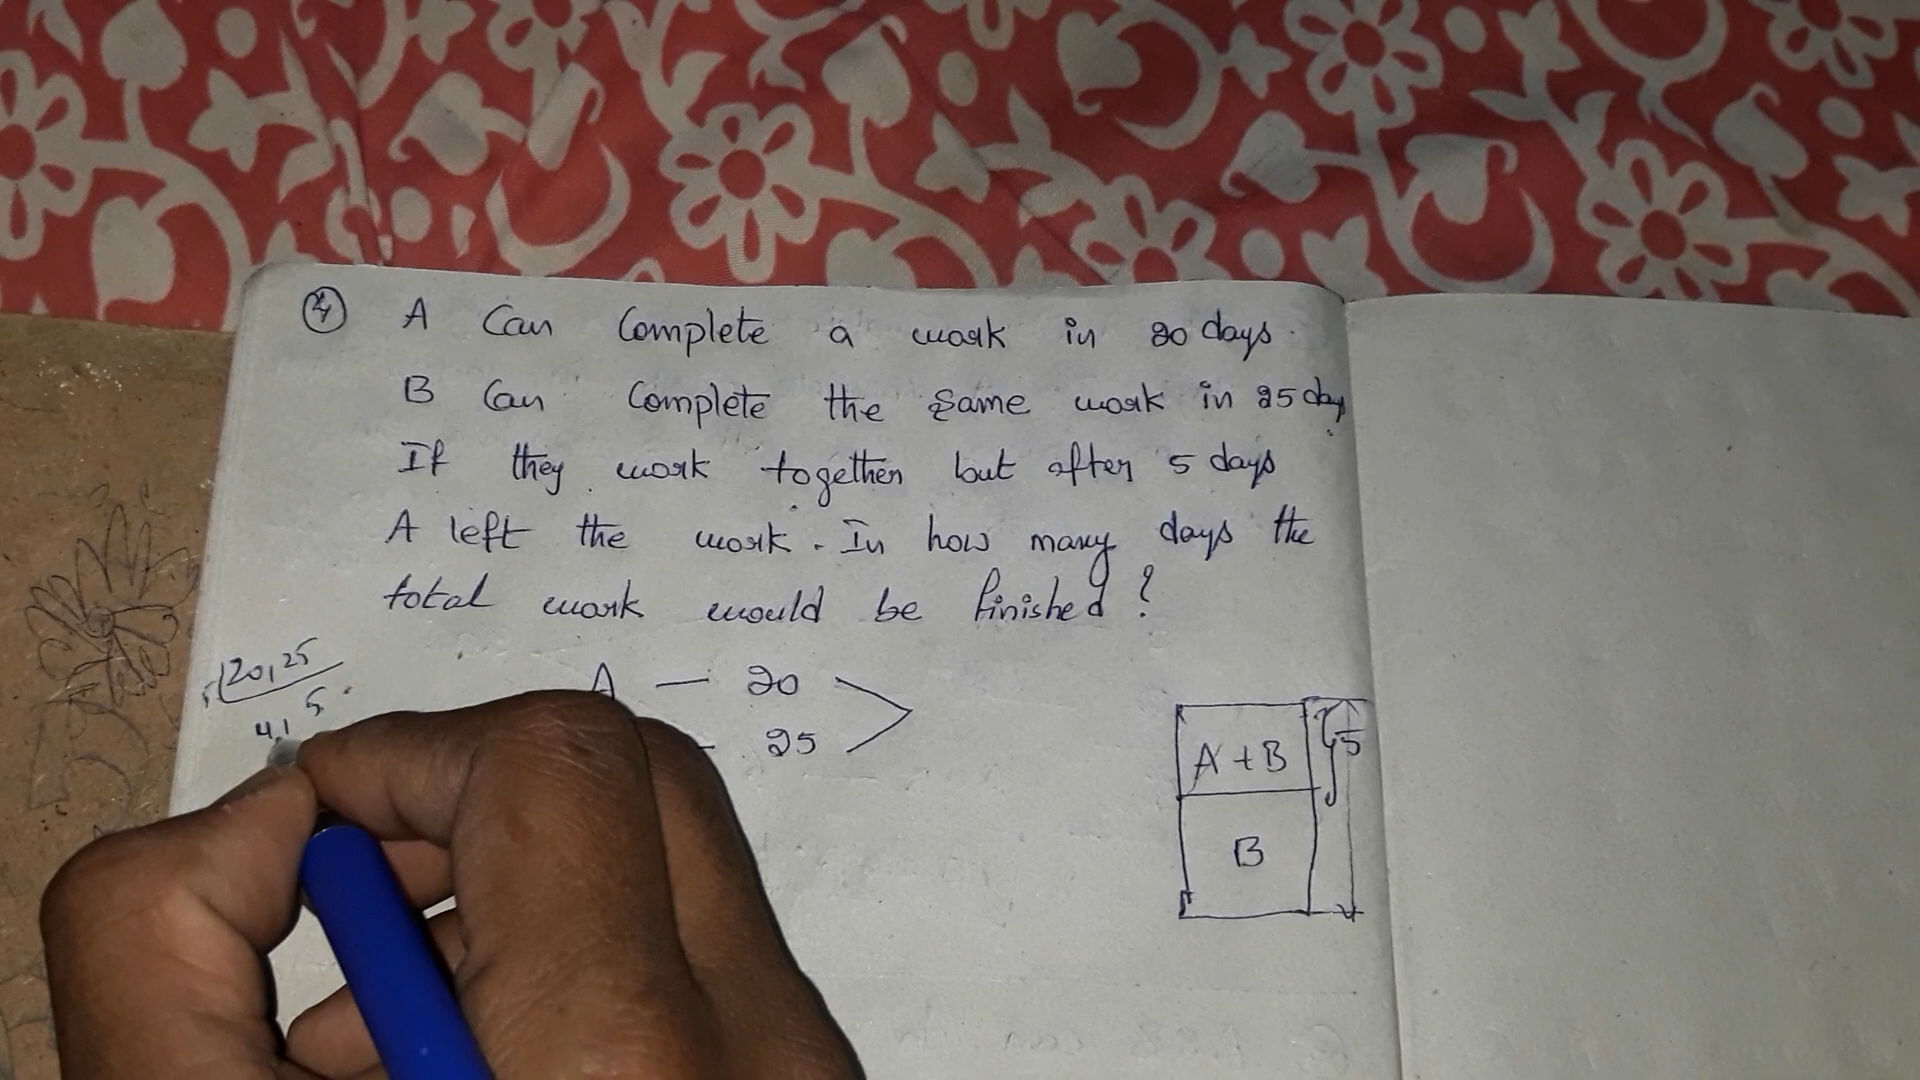 4 A Can Complete a work in 20 days.
B Can Complete the same work in 25 days
If they work together but after 5 days
A left the work. In how many days the
total work would be finished?
5 20, 25
4, 5
A — 20
— 25
A + B
5
B